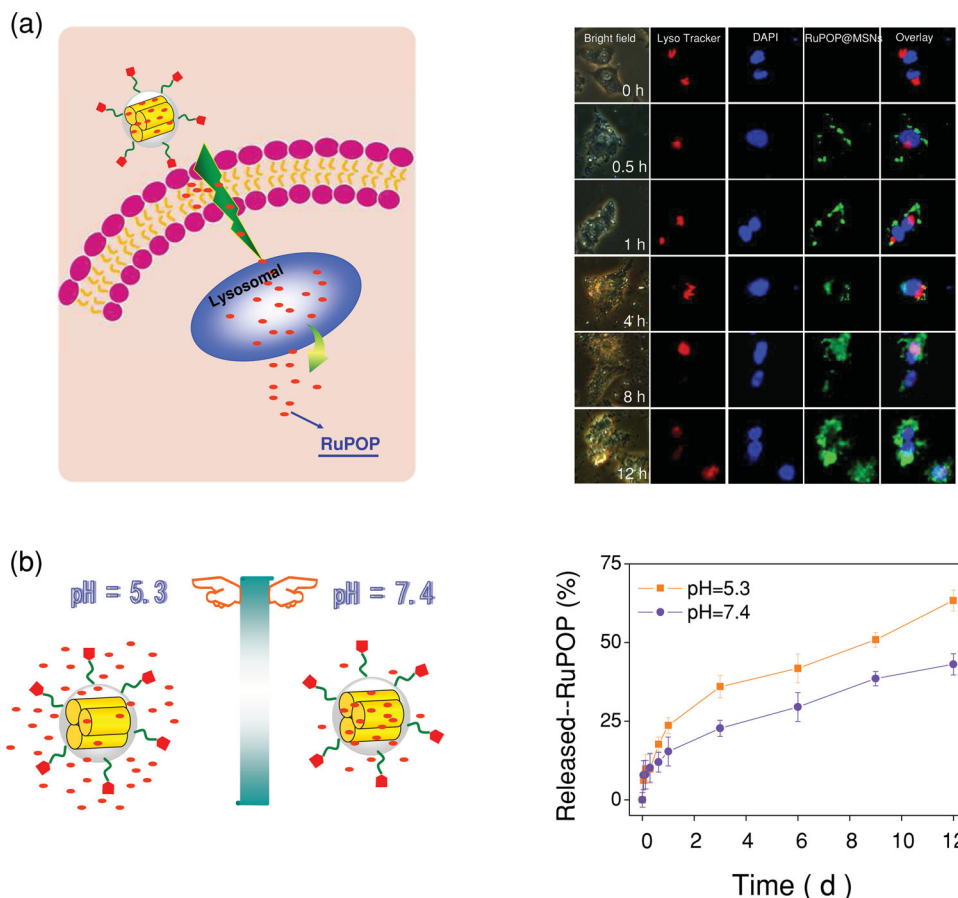 (a)
Bright field Lyso Tracker DAPI RuPOP@MSNs Overlay
0 h
0.5 h
1 h
4 h
8 h
12 h
Lysosomal
RuPOP
(b)
pH = 5.3
pH = 7.4
75
50
25
0
Released--RuPOP (%)
pH=5.3
pH=7.4
0 2 4 6 8 10 12
Time ( d )